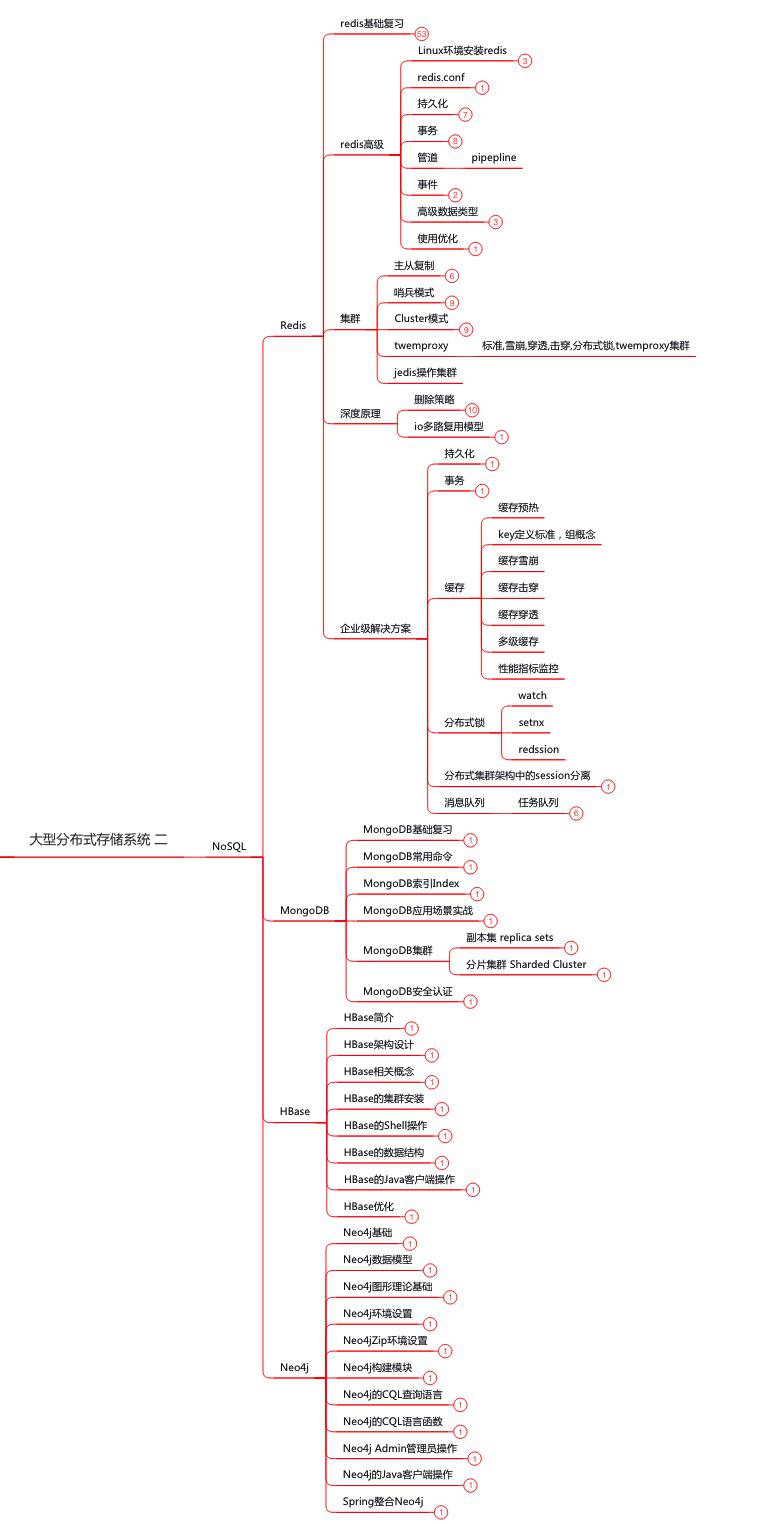 redis基础复习 53
Linux环境安装redis 3
redis.conf 1
持久化 7
事务 8
redis高级
管道 pipepline
事件 2
高级数据类型 3
使用优化 1
主从复制 6
哨兵模式 9
集群
Cluster模式 9
Redis
twemproxy 标准,雪崩,穿透,击穿,分布式锁,twemproxy集群
jedis操作集群
删除策略 10
深度原理
io多路复用模型 1
持久化 1
事务 1
缓存预热
key定义标准，组概念
缓存雪崩
缓存 缓存击穿
缓存穿透
企业级解决方案
多级缓存
性能指标监控
watch
分布式锁 setnx
redssion
分布式集群架构中的session分离 1
消息队列 任务队列 6
大型分布式存储系统 二 NoSQL
MongoDB基础复习 1
MongoDB常用命令 1
MongoDB索引Index 1
MongoDB MongoDB应用场景实战 1
副本集 replica sets 1
MongoDB集群
分片集群 Sharded Cluster 1
MongoDB安全认证 1
HBase简介 1
HBase架构设计 1
HBase相关概念 1
HBase的集群安装 1
HBase
HBase的Shell操作 1
HBase的数据结构 1
HBase的Java客户端操作 1
HBase优化 1
Neo4j基础 1
Neo4j数据模型 1
Neo4j图形理论基础 1
Neo4j环境设置 1
Neo4jZip环境设置 1
Neo4j Neo4j构建模块 1
Neo4j的CQL查询语言 1
Neo4j的CQL语言函数 1
Neo4j Admin管理员操作 1
Neo4j的Java客户端操作 1
Spring整合Neo4j 1